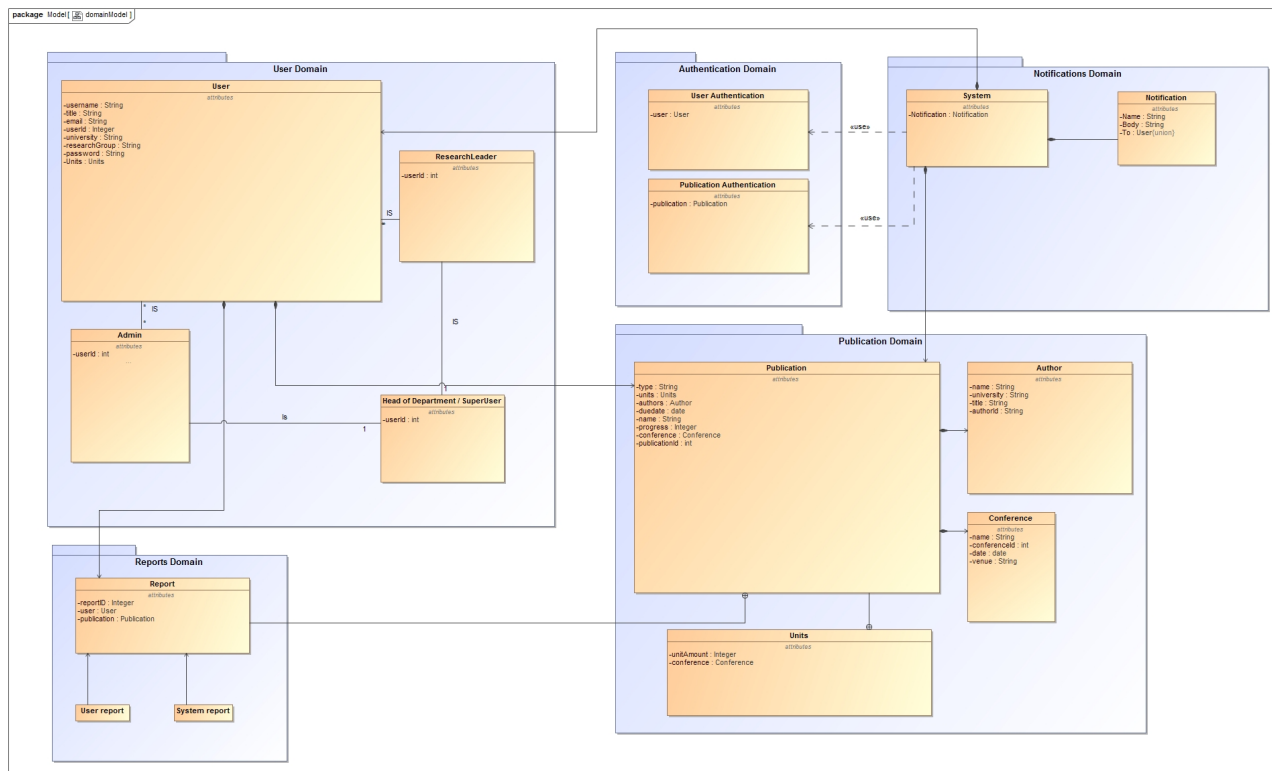 package Model[ domainModel ]
User Domain
User
attributes
-username : String
-title : String
-email : String
-userId : Integer
-university : String
-researchGroup : String
-password : String
-Units : Units
ResearchLeader
attributes
-userId : int
IS
*
IS
*
*
IS
Admin
attributes
-userId : int
...
Is
1
1
Head of Department / SuperUser
attributes
-userId : int
Authentication Domain
User Authentication
attributes
-user : User
Publication Authentication
attributes
-publication : Publication
«use»
«use»
Notifications Domain
System
attributes
-Notification : Notification
Notification
attributes
-Name : String
-Body : String
-To : User{union}
Publication Domain
Publication
attributes
-type : String
-units : Units
-authors : Author
-duedate : date
-name : String
-progress : Integer
-conference : Conference
-publicationId : int
Author
attributes
-name : String
-university : String
-title : String
-authorId : String
Conference
attributes
-name : String
-conferenceId : int
-date : date
-venue : String
Units
attributes
-unitAmount : Integer
-conference : Conference
Reports Domain
Report
attributes
-reportID : Integer
-user : User
-publication : Publication
User report
System report